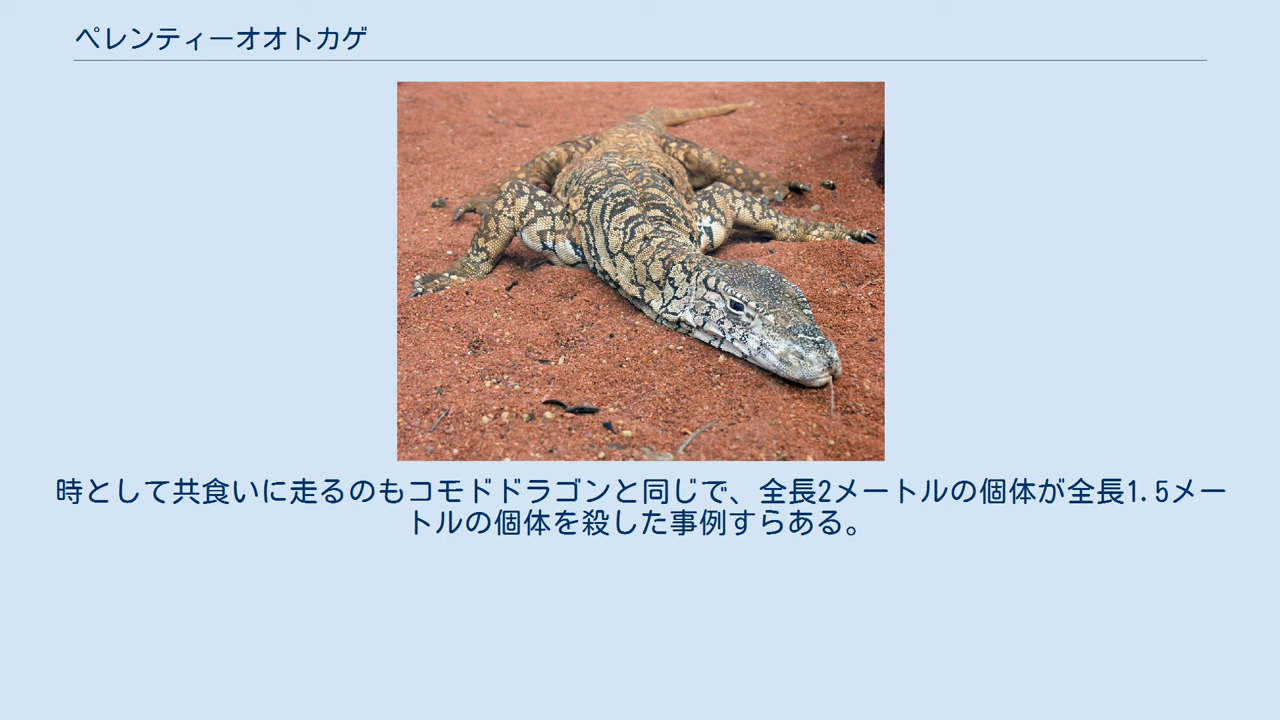 ペレンティーオオトカゲ
時として共食いに走るのもコモドドラゴンと同じで、全長2メートルの個体が全長1.5メー
トルの個体を殺した事例すらある。